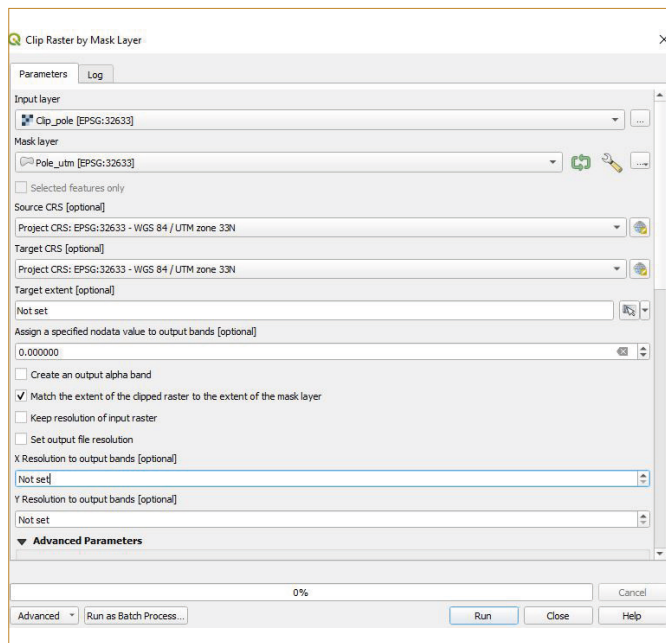 Clip Raster by Mask Layer
Parameters Log
Input layer
Clip_pole [EPSG:32633]
...
Mask layer
Pole_utm [EPSG:32633]
...
Selected features only
Source CRS [optional]
Project CRS: EPSG:32633 - WGS 84 / UTM zone 33N
Target CRS [optional]
Project CRS: EPSG:32633 - WGS 84 / UTM zone 33N
Target extent [optional]
Not set
Assign a specified nodata value to output bands [optional]
0.000000
Create an output alpha band
Match the extent of the clipped raster to the extent of the mask layer
Keep resolution of input raster
Set output file resolution
X Resolution to output bands [optional]
Not set
Y Resolution to output bands [optional]
Not set
Advanced Parameters
0% Cancel
Advanced Run as Batch Process... Run Close Help